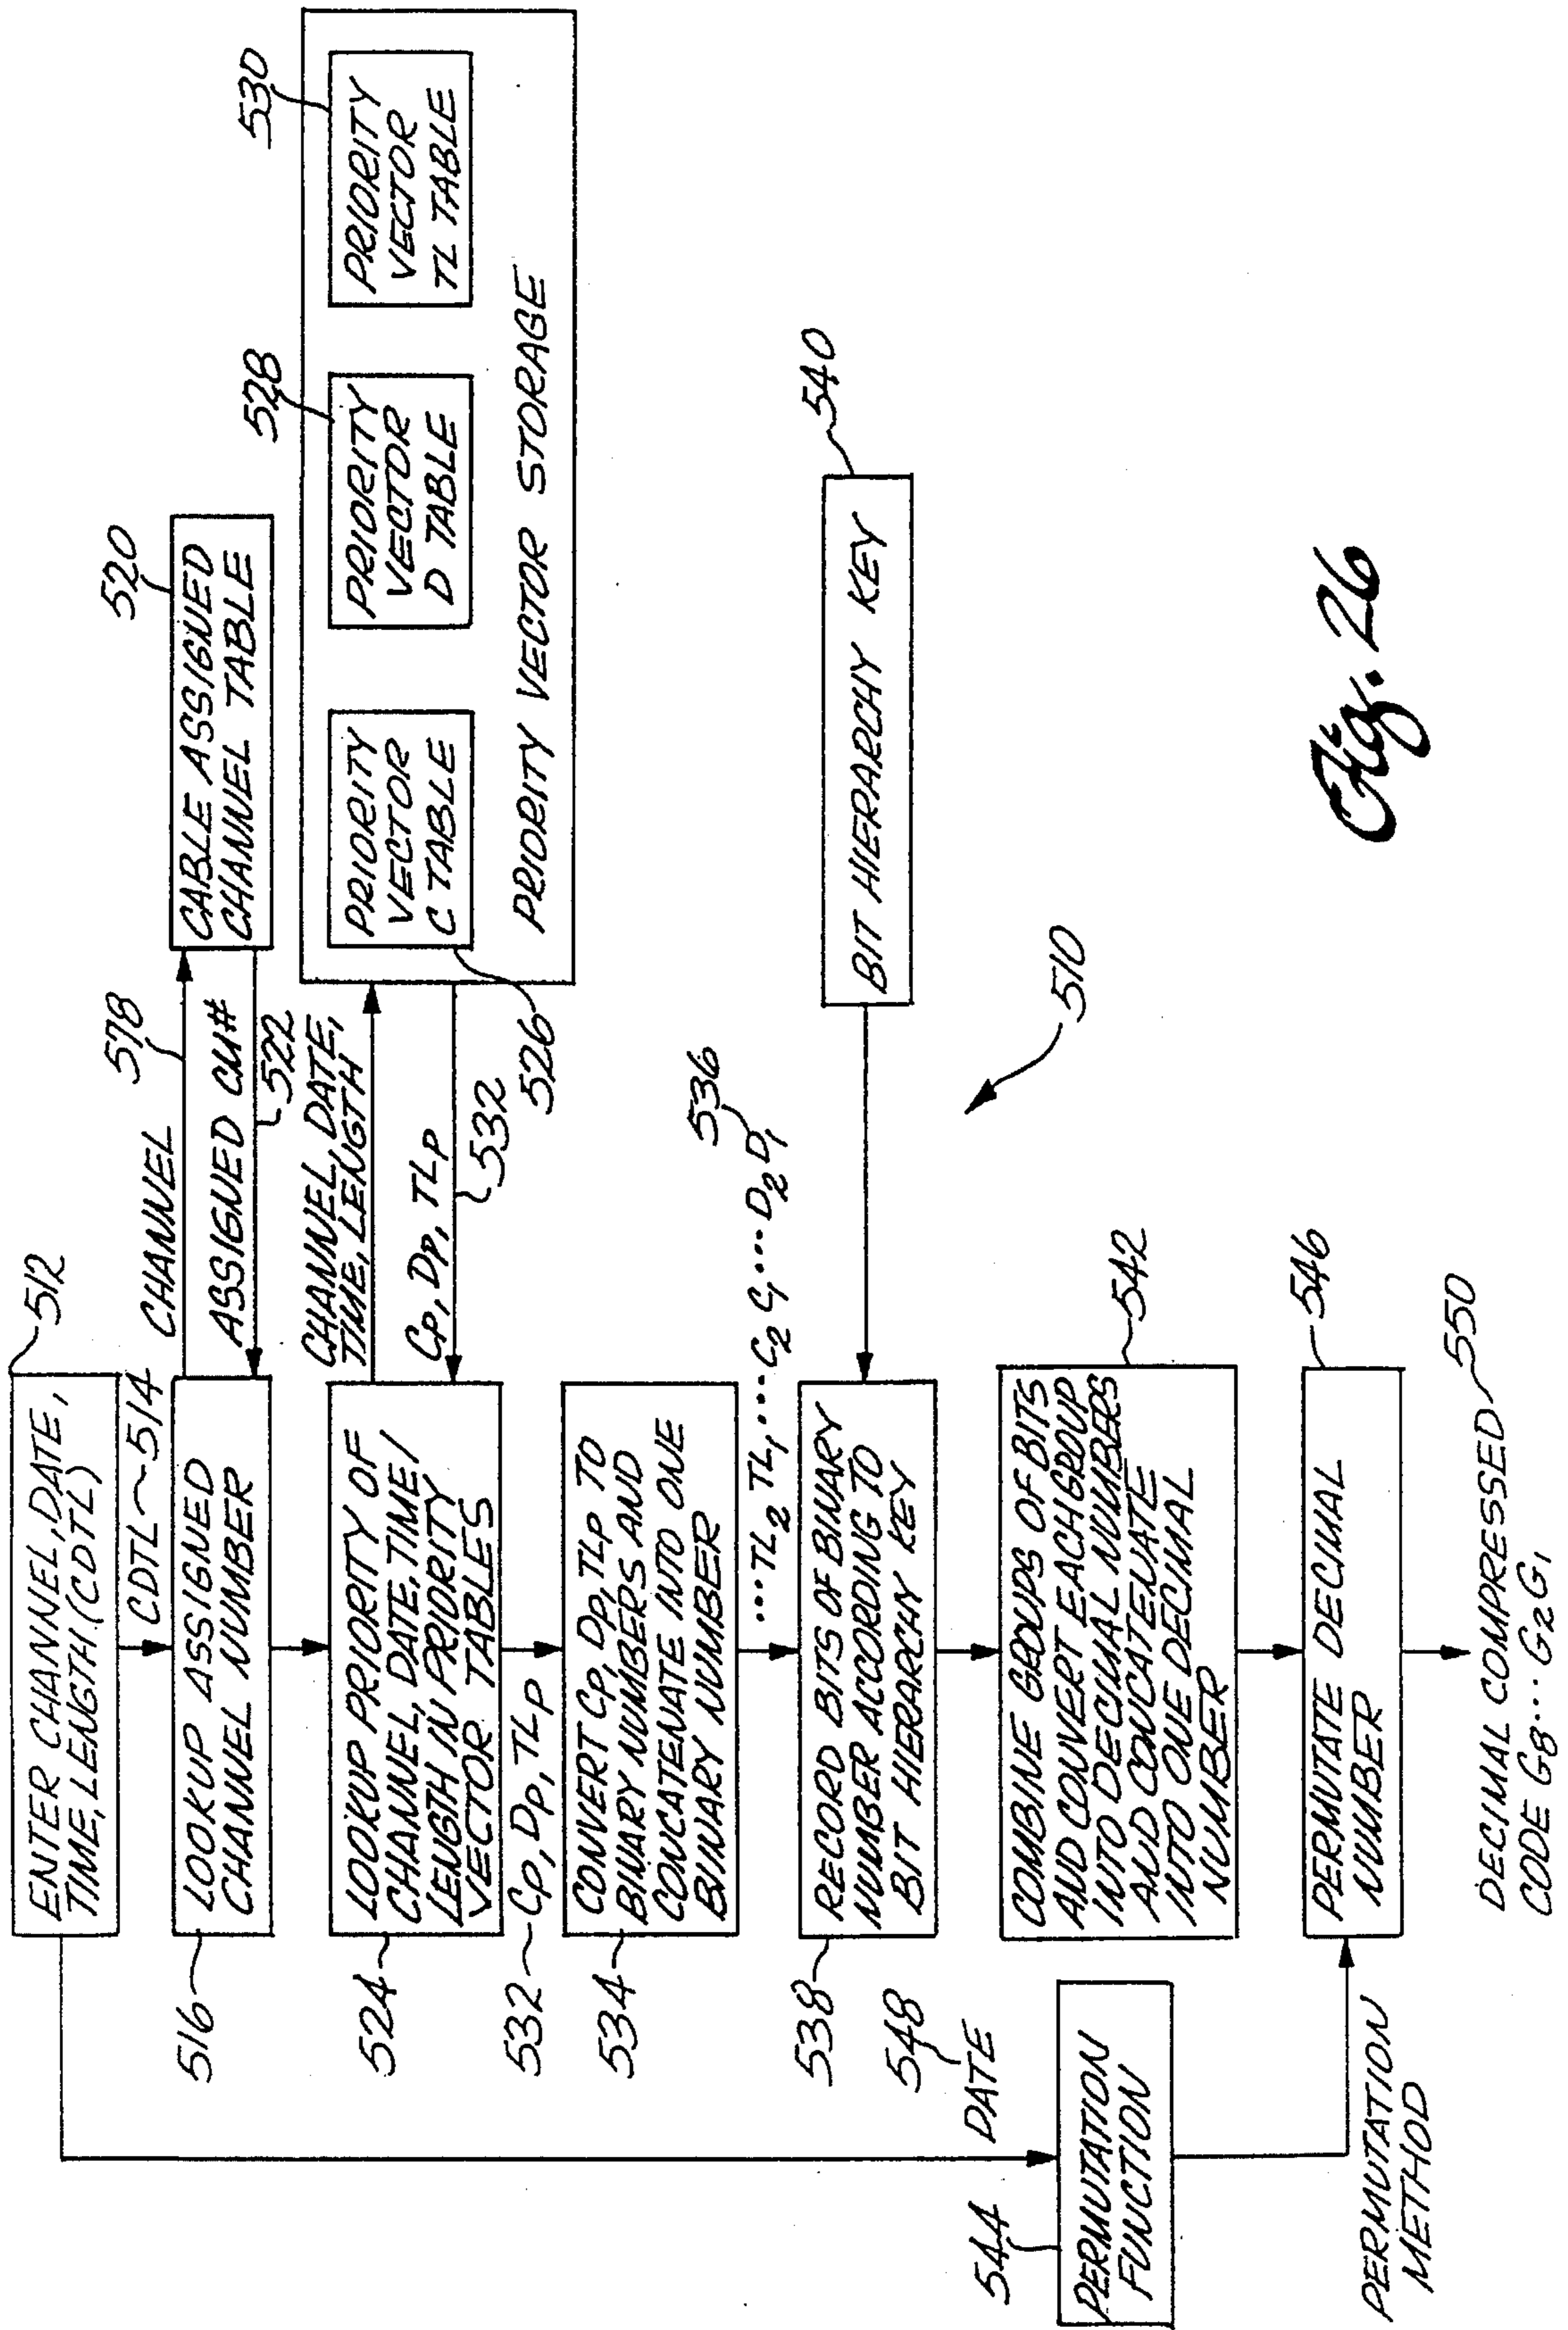 ENTER CHANNEL, DATE,
TIME, LENGTH. (CDTL)
512
CDTL
514
CHANNEL
578
LOOKUP ASSIGNED
CHANNEL NUMBER
516
ASSIGNED CH#
522
CABLE ASSIGNED
CHANNEL TABLE
520
LOOKUP PRIORITY OF
CHANNEL, DATE, TIME/
LENGTH IN PRIORITY
VECTOR TABLES
524
CHANNEL, DATE,
TIME, LENGTH
CP, DP, TLP
532
PRIORITY
VECTOR
C TABLE
526
PRIORITY
VECTOR
D TABLE
528
PRIORITY
VECTOR
TL TABLE
530
PRIORITY VECTOR STORAGE
532
CP, DP, TLP
CONVERT CP, DP, TLP TO
BINARY NUMBERS AND
CONCATENATE INTO ONE
BINARY NUMBER
534
...TL2 TL1,...C2 C1...D2 D1
536
RECORD BITS OF BINARY
NUMBER ACCORDING TO
BIT HIERARCHY KEY
538
BIT HIERARCHY KEY
540
510
COMBINE GROUPS OF BITS
AND CONVERT EACH GROUP
INTO DECIMAL NUMBERS
AND CONCATENATE
INTO ONE DECIMAL
NUMBER
542
548
DATE
PERMUTATION
FUNCTION
544
PERMUTATION
METHOD
PERMUTATE DECIMAL
NUMBER
546
DECIMAL COMPRESSED
CODE G8...G2G1
550
Fig. 26